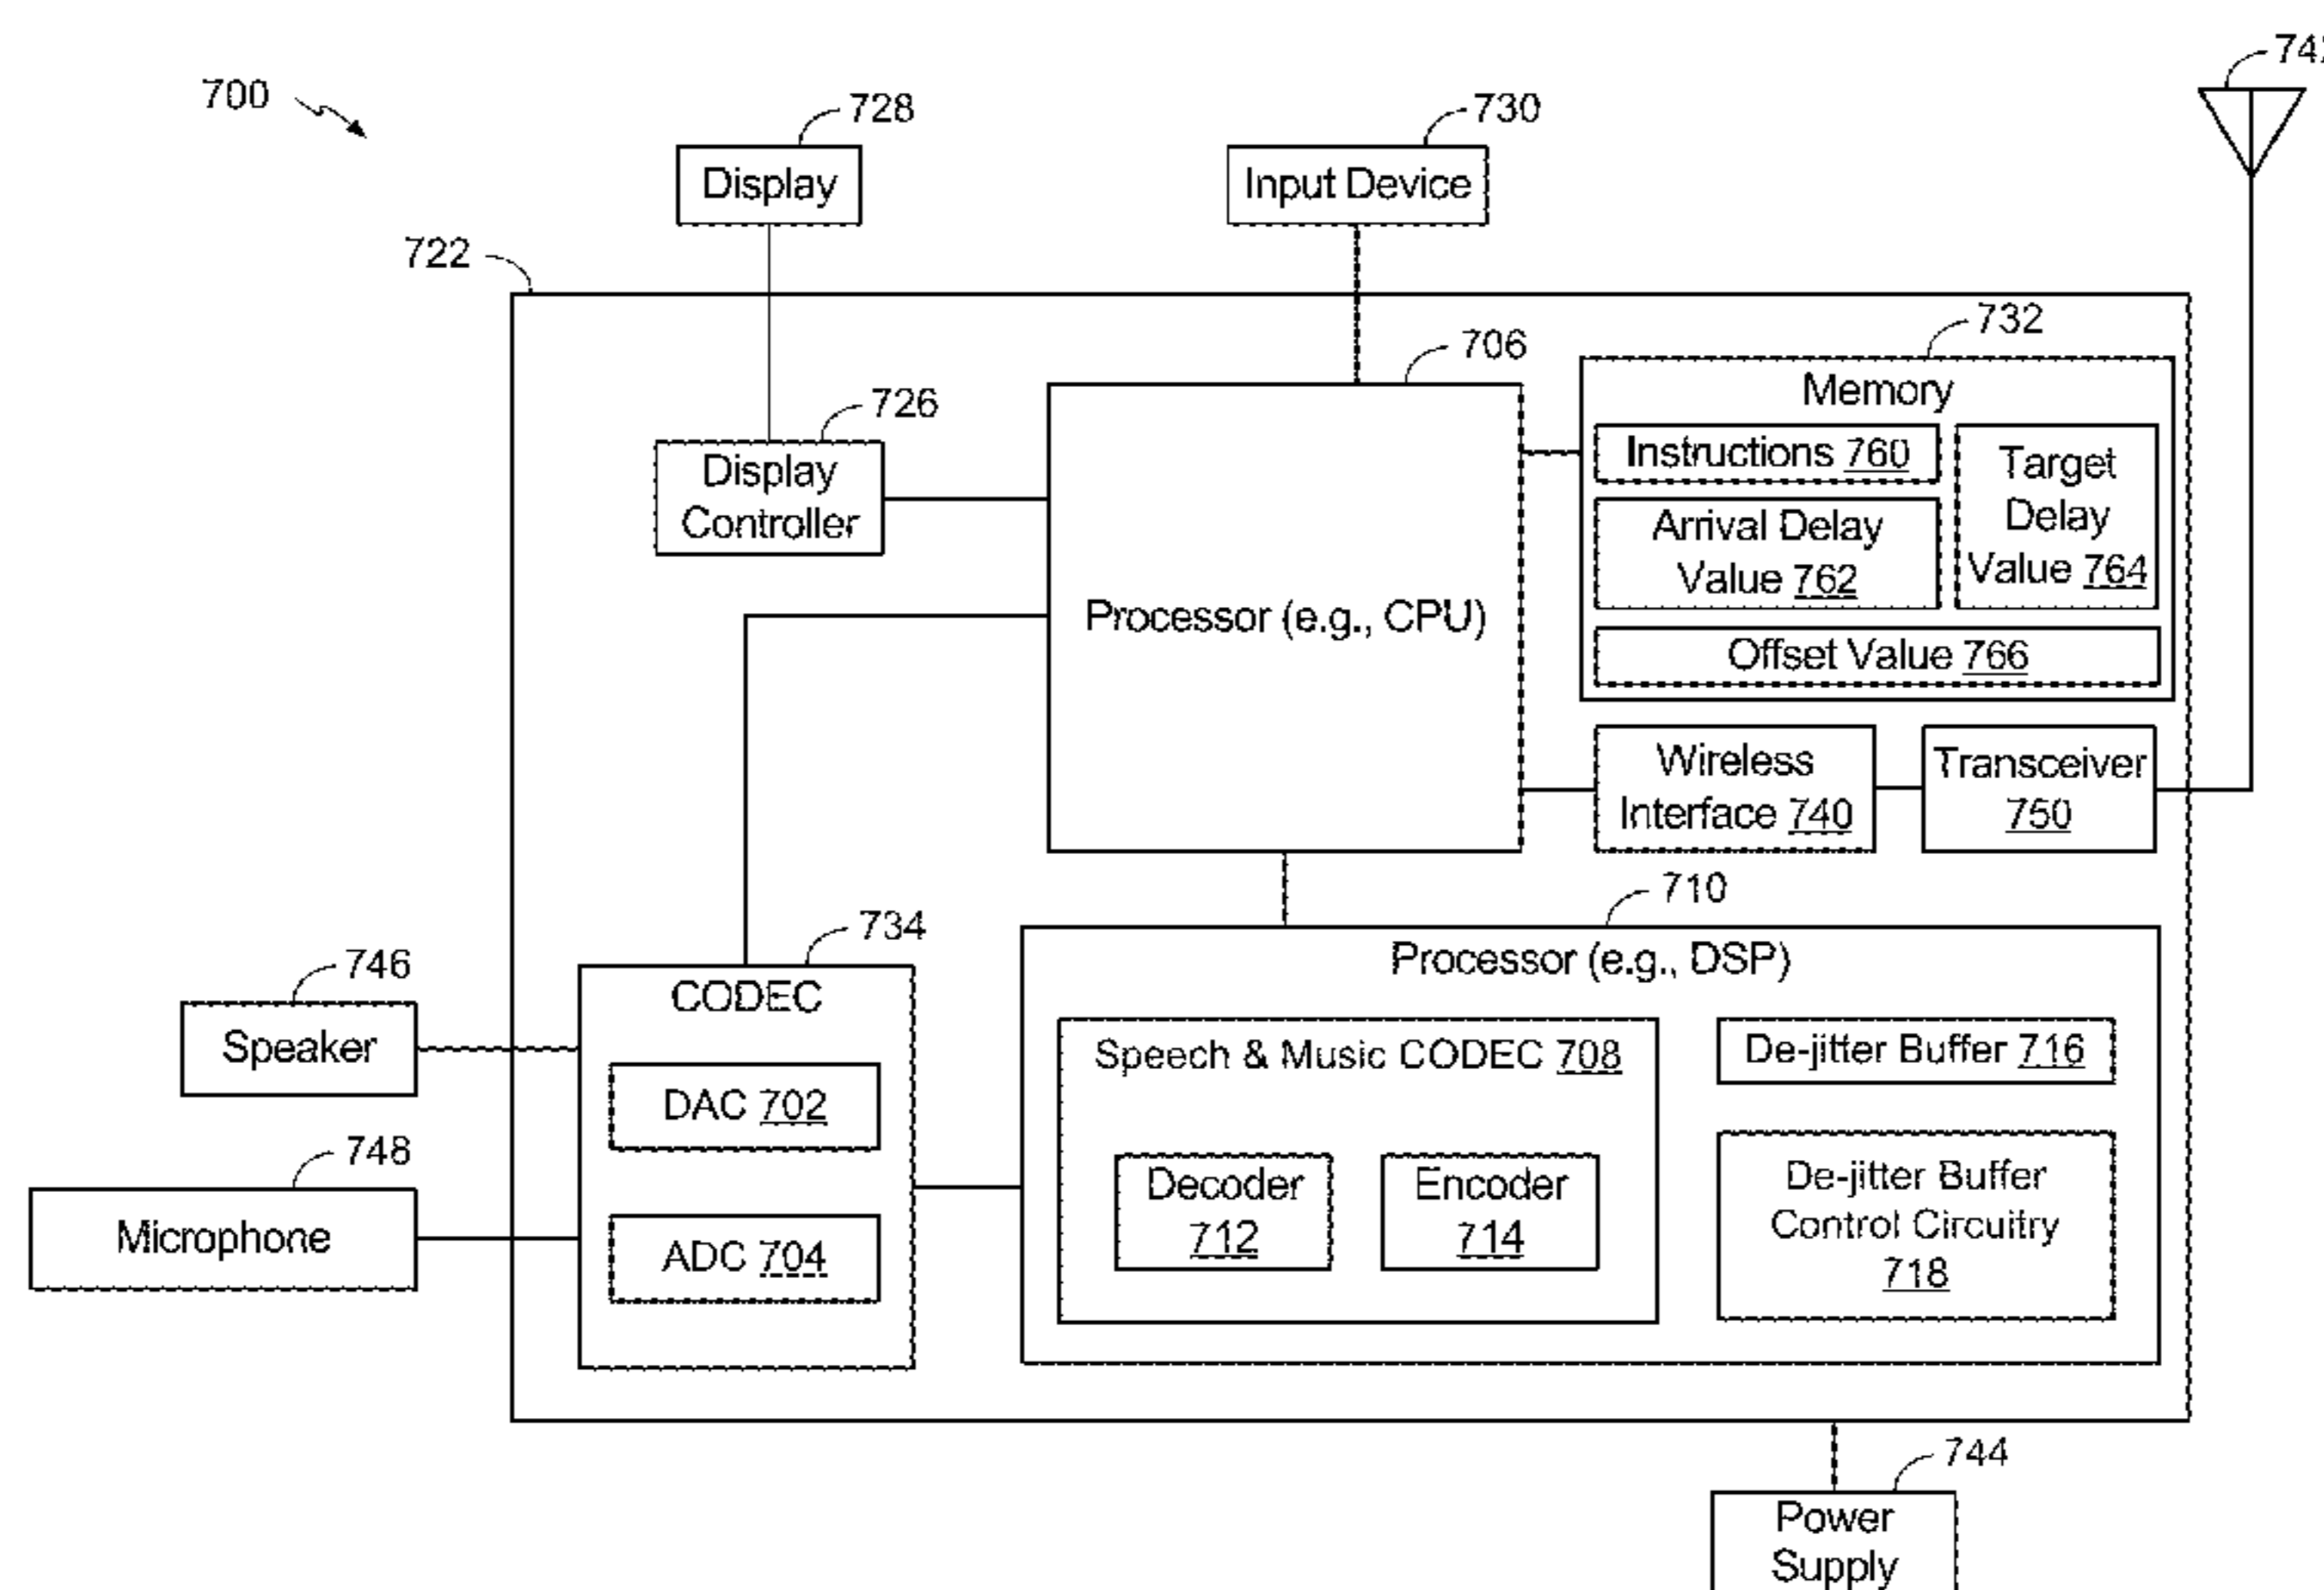 700
728
Display
730
Input Device
722
706
732
726
Display
Controller
Processor (e.g., CPU)
Memory
Instructions 760
Arrival Delay
Value 762
Target
Delay
Value 764
Offset Value 766
Wireless
Interface 740
Transceiver
750
710
734
746
Speaker
748
Microphone
CODEC
DAC 702
ADC 704
Processor (e.g., DSP)
Speech & Music CODEC 708
Decoder
712
Encoder
714
De-jitter Buffer 716
De-jitter Buffer
Control Circuitry
718
744
Power
Supply